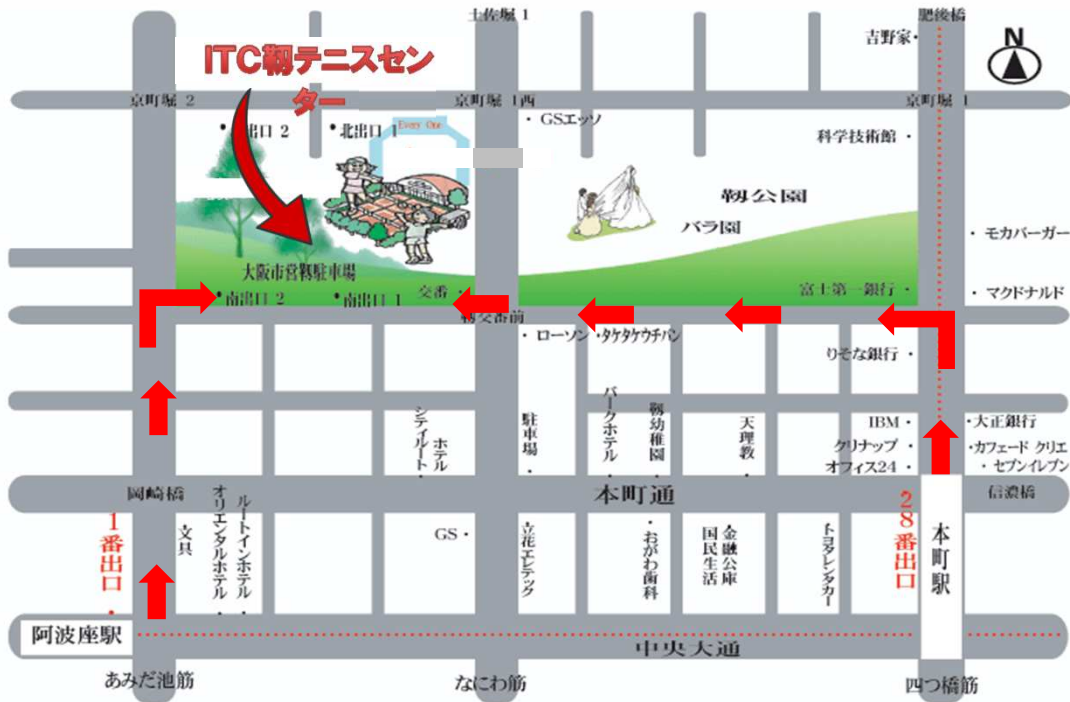 土佐堀 1
肥後橋
吉野家
N
ITC靭テニスセン
ター
京町堀 2
京町堀 1西
京町堀 1
出口 2
北出口 1
Every One
GSエッソ
科学技術館
靭公園
バラ園
モカバーガー
大阪市営靭駐車場
南出口 2
南出口 1
交番
富士第一銀行
マクドナルド
靭交番前
ローソン
タケタケウチパン
りそな銀行
ホテル
シティルート
駐車場
パークホテル
靭幼稚園
天理教
IBM
大正銀行
クリナップ
カフェード クリエ
オフィス24
セブンイレブン
岡崎橋
本町通
信濃橋
1番出口
文具
オリエンタルホテル
ルートインホテル
GS
立花エレテック
おがわ歯科
国民生活
金融公庫
トヨタレンタカー
28番出口
本町駅
阿波座駅
中央大通
あみだ池筋
なにわ筋
四つ橋筋